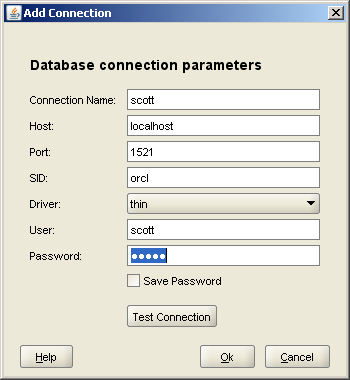 Add Connection
Database connection parameters
Connection Name: scott
Host: localhost
Port: 1521
SID: orcl
Driver: thin
User: scott
Password: •••••
Save Password
Test Connection
Help Ok Cancel